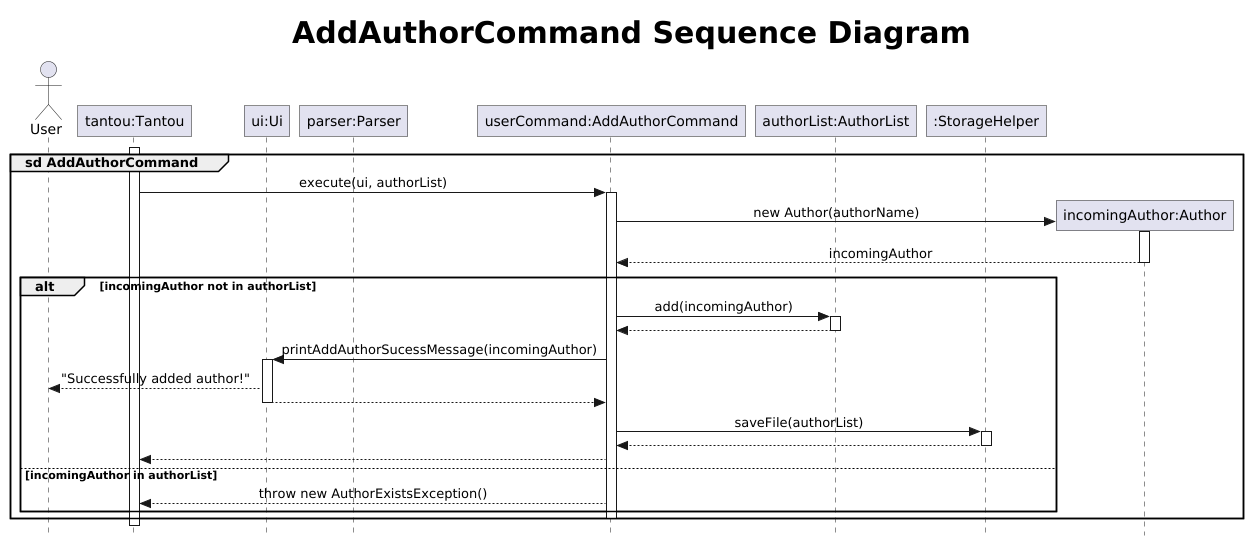 AddAuthorCommand Sequence Diagram
User
tantou:Tantou
ui:Ui
parser:Parser
userCommand:AddAuthorCommand
authorList:AuthorList
:StorageHelper
sd AddAuthorCommand
execute(ui, authorList)
new Author(authorName)
incomingAuthor:Author
incomingAuthor
alt
[incomingAuthor not in authorList]
add(incomingAuthor)
printAddAuthorSucessMessage(incomingAuthor)
"Successfully added author!"
saveFile(authorList)
[incomingAuthor in authorList]
throw new AuthorExistsException()